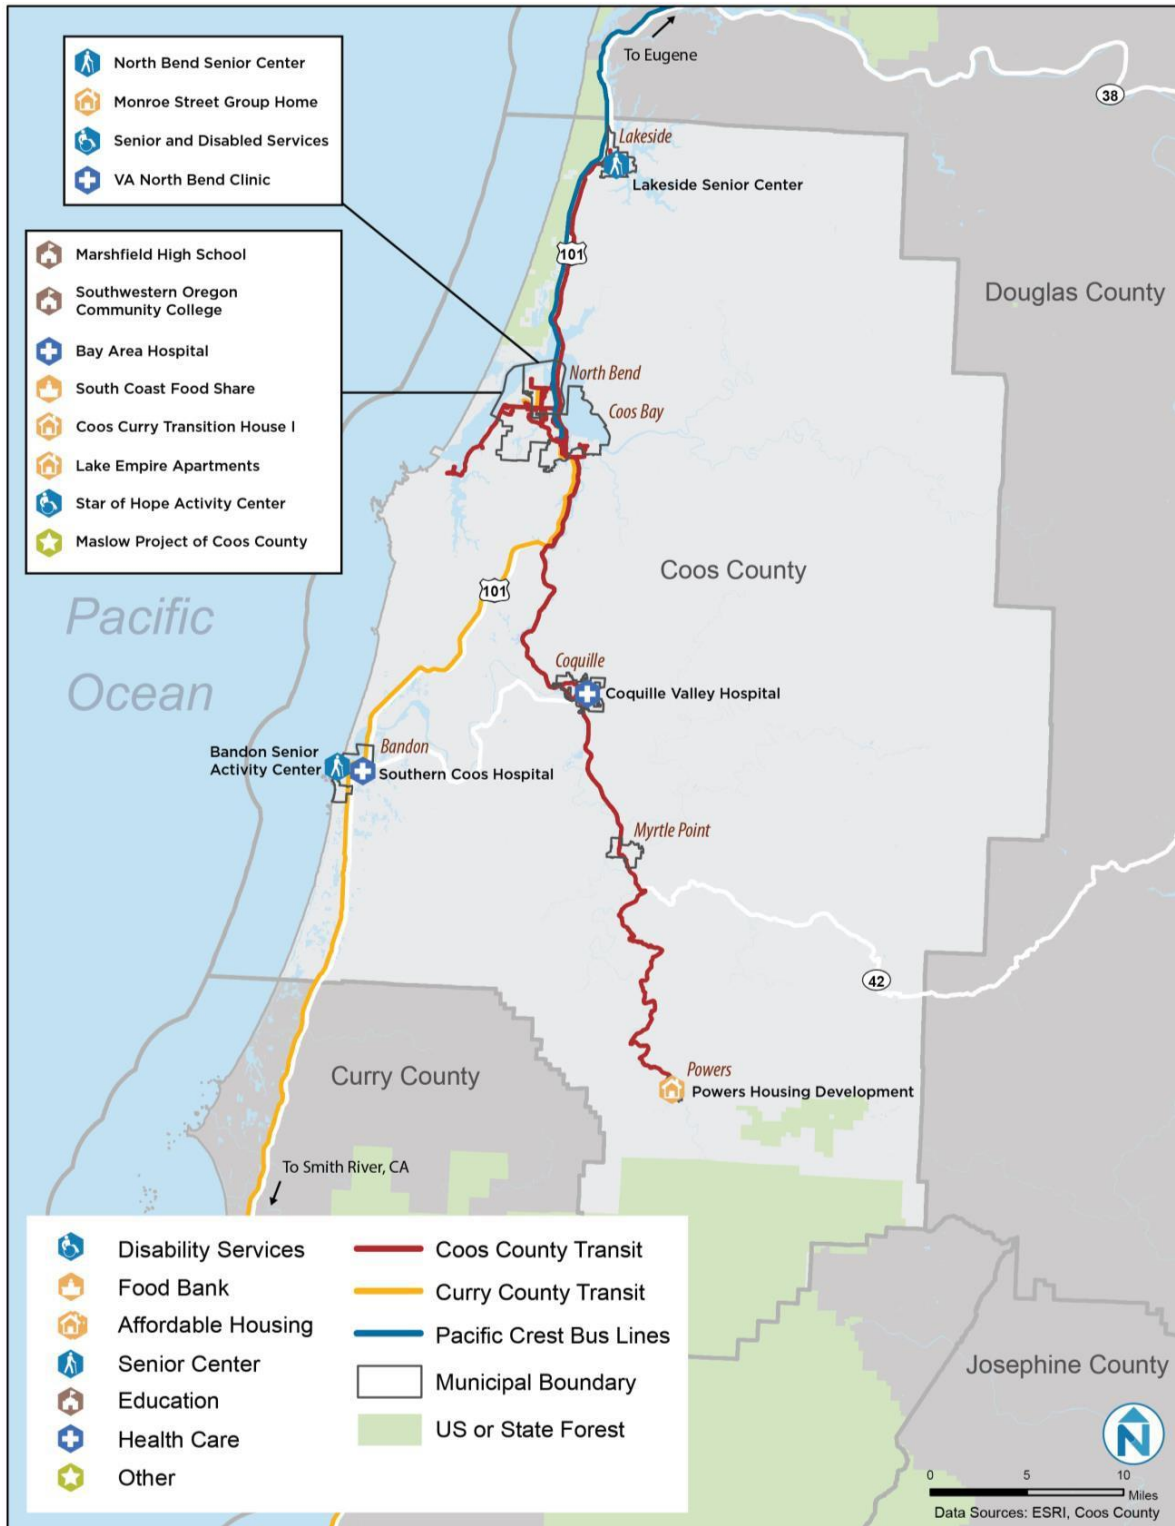 To Eugene
38
North Bend Senior Center
Monroe Street Group Home
Senior and Disabled Services
VA North Bend Clinic
Lakeside
Lakeside Senior Center
101
Marshfield High School
Southwestern Oregon
Community College
Bay Area Hospital
South Coast Food Share
Coos Curry Transition House I
Lake Empire Apartments
Star of Hope Activity Center
Maslow Project of Coos County
Douglas County
North Bend
Coos Bay
Coos County
101
Pacific
Ocean
Coquille
Coquille Valley Hospital
Bandon Senior
Activity Center
Bandon
Southern Coos Hospital
Myrtle Point
42
Curry County
Powers
Powers Housing Development
To Smith River, CA
Disability Services
Food Bank
Affordable Housing
Senior Center
Education
Health Care
Other
Coos County Transit
Curry County Transit
Pacific Crest Bus Lines
Municipal Boundary
US or State Forest
Josephine County
N
0 5 10
Miles
Data Sources: ESRI, Coos County